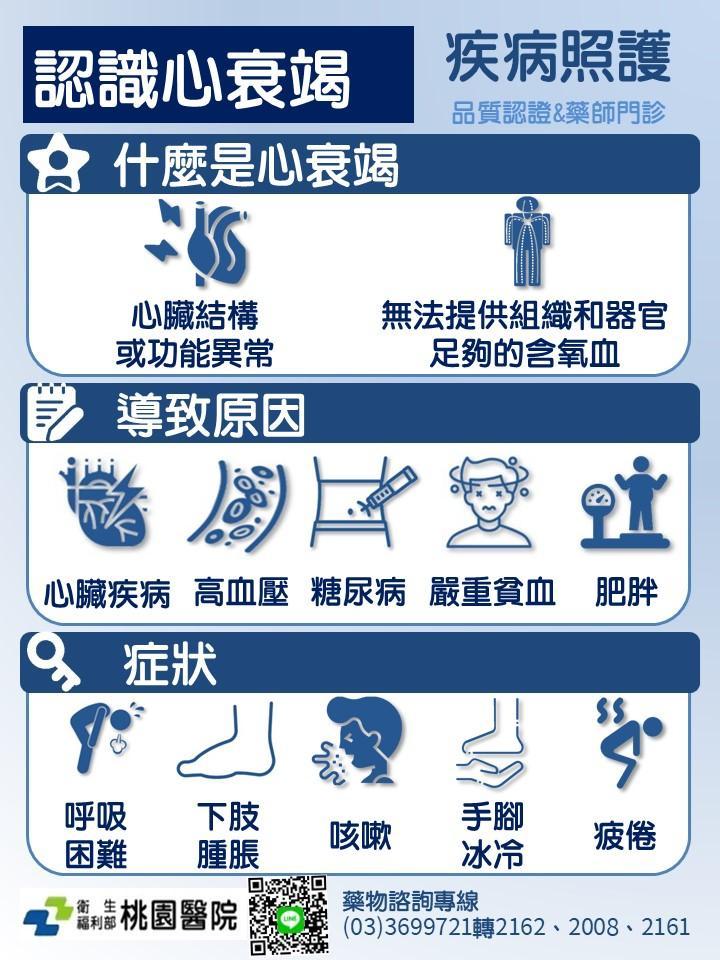 認識心衰竭
疾病照護
品質認證&藥師門診
什麼是心衰竭
心臟結構
或功能異常
無法提供組織和器官
足夠的含氧血
導致原因
心臟疾病
高血壓
糖尿病
嚴重貧血
肥胖
症狀
呼吸
困難
下肢
腫脹
咳嗽
手腳
冰冷
疲倦
衛生
福利部
桃園醫院
LINE
藥物諮詢專線
(03)3699721轉2162、2008、2161